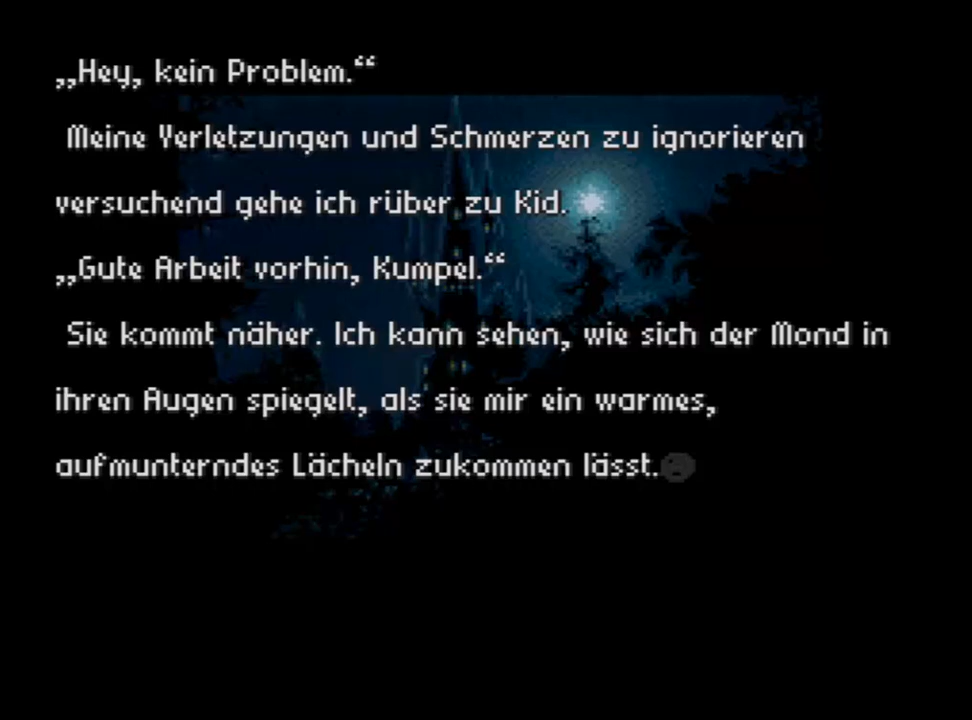 „Hey, kein Problem.“
Meine Verletzungen und Schmerzen zu ignorieren
versuchend gehe ich rüber zu Kid.
„Gute Arbeit vorhin, Kumpel.“
Sie kommt näher. Ich kann sehen, wie sich der Mond in
ihren Augen spiegelt, als sie mir ein warmes,
aufmunterndes Lächeln zukommen lässt.